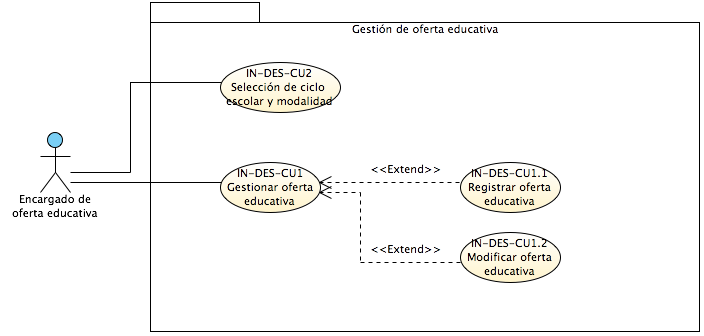 Gestión de oferta educativa
IN-DES-CU2
Selección de ciclo
escolar y modalidad
Encargado de
oferta educativa
IN-DES-CU1
Gestionar oferta
educativa
<<Extend>>
IN-DES-CU1.1
Registrar oferta
educativa
<<Extend>>
IN-DES-CU1.2
Modificar oferta
educativa